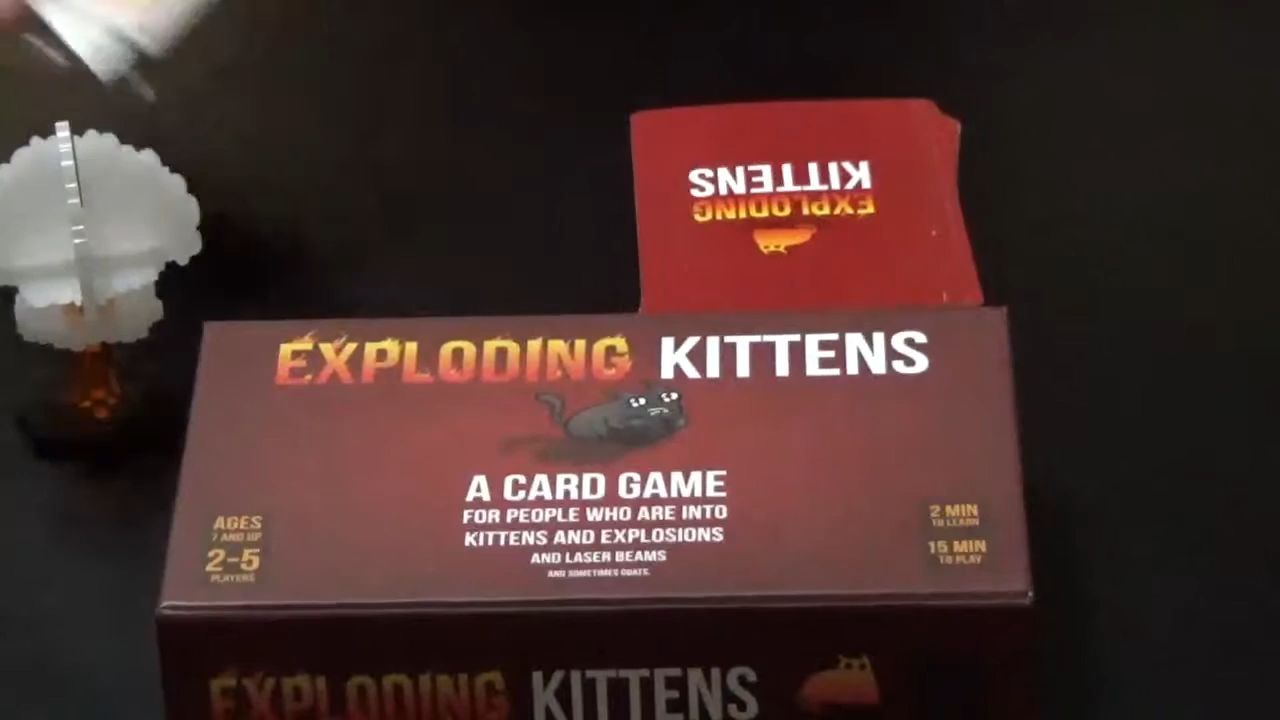 KITTENS
EXPLODING
EXPLODING KITTENS
A CARD GAME
FOR PEOPLE WHO ARE INTO
KITTENS AND EXPLOSIONS
AND LASER BEAMS
AND SOMETIMES GOATS.
AGES
7 AND UP
2-5
PLAYERS
2 MIN
TO LEARN
15 MIN
TO PLAY
EXPLODING KITTENS